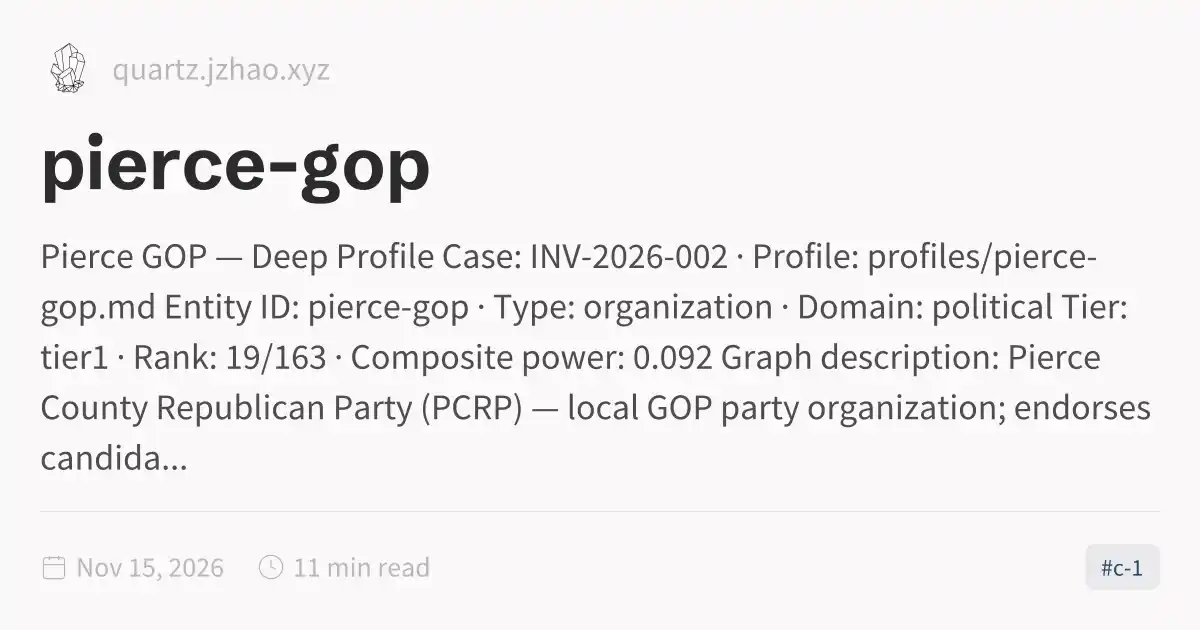 quartz.jzhao.xyz
pierce-gop
Pierce GOP — Deep Profile Case: INV-2026-002 · Profile: profiles/pierce-
gop.md Entity ID: pierce-gop · Type: organization · Domain: political Tier:
tier1 · Rank: 19/163 · Composite power: 0.092 Graph description: Pierce
County Republican Party (PCRP) — local GOP party organization; endorses
candida...
Nov 15, 2026 11 min read #c-1